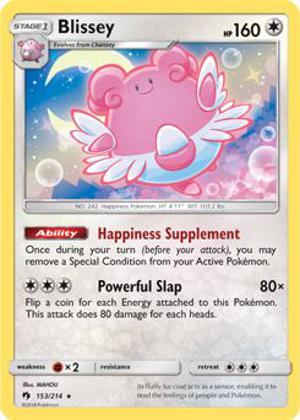 STAGE 1
Blissey
HP 160
Evolves from Chansey
NO. 242 Happiness Pokémon HT: 4'11" WT: 103.2 lbs.
Ability Happiness Supplement
Once during your turn (before your attack), you may
remove a Special Condition from your Active Pokémon.
Powerful Slap 80×
Flip a coin for each Energy attached to this Pokémon.
This attack does 80 damage for each heads.
weakness × 2 resistance retreat
Illus. MAHOU
153/214
©2018 Pokémon
Its fluffy fur coat acts as a sensor, enabling it to
read the feelings of people and Pokémon.